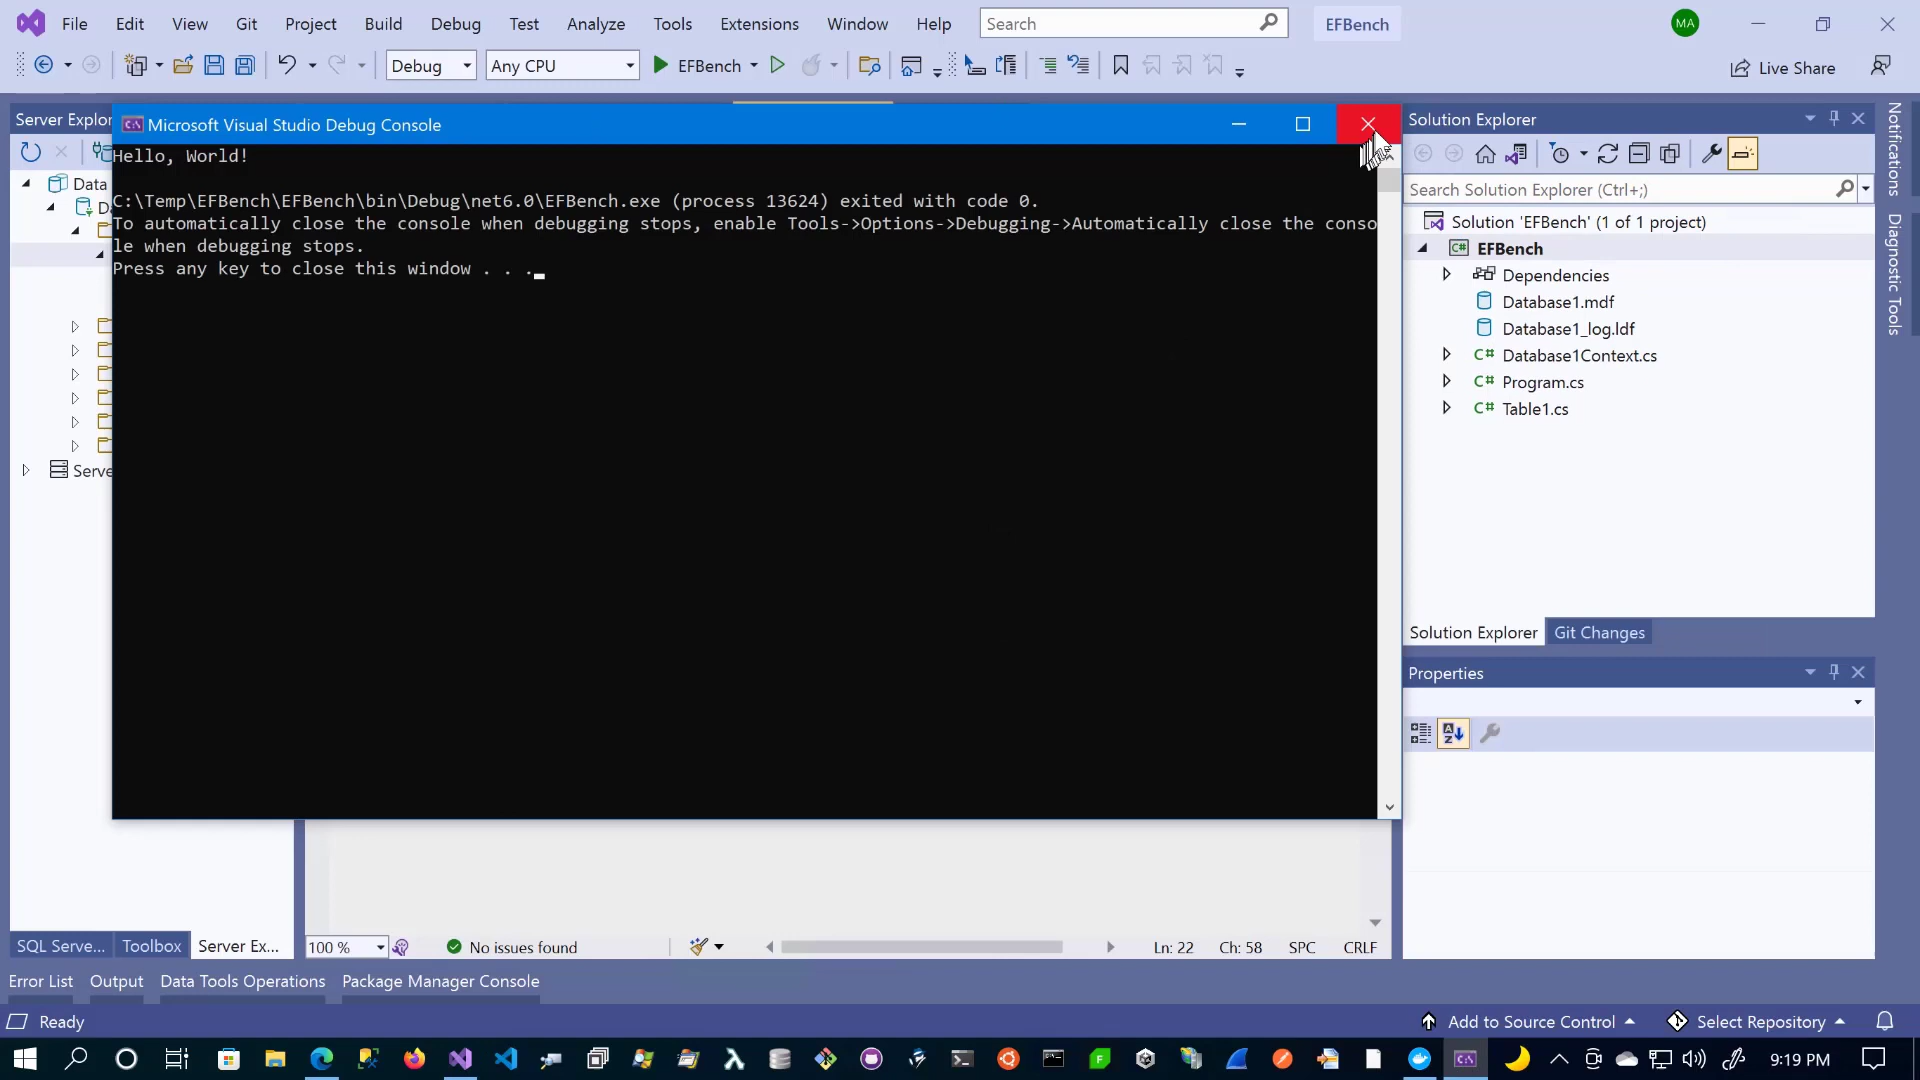 File Edit View Git Project Build Debug Test Analyze Tools Extensions Window Help Search EFBench MA
Debug Any CPU EFBench Live Share
Server Explor
Microsoft Visual Studio Debug Console
Hello, World!
C:\Temp\EFBench\EFBench\bin\Debug\net6.0\EFBench.exe (process 13624) exited with code 0.
To automatically close the console when debugging stops, enable Tools->Options->Debugging->Automatically close the conso
le when debugging stops.
Press any key to close this window . . .
Data
Serve
Solution Explorer
Search Solution Explorer (Ctrl+;)
Solution 'EFBench' (1 of 1 project)
C# EFBench
Dependencies
Database1.mdf
Database1_log.ldf
C# Database1Context.cs
C# Program.cs
C# Table1.cs
Solution Explorer Git Changes
Properties
Notifications
Diagnostic Tools
SQL Serve... Toolbox Server Ex...
100 % No issues found Ln: 22 Ch: 58 SPC CRLF
Error List Output Data Tools Operations Package Manager Console
Ready Add to Source Control Select Repository
9:19 PM